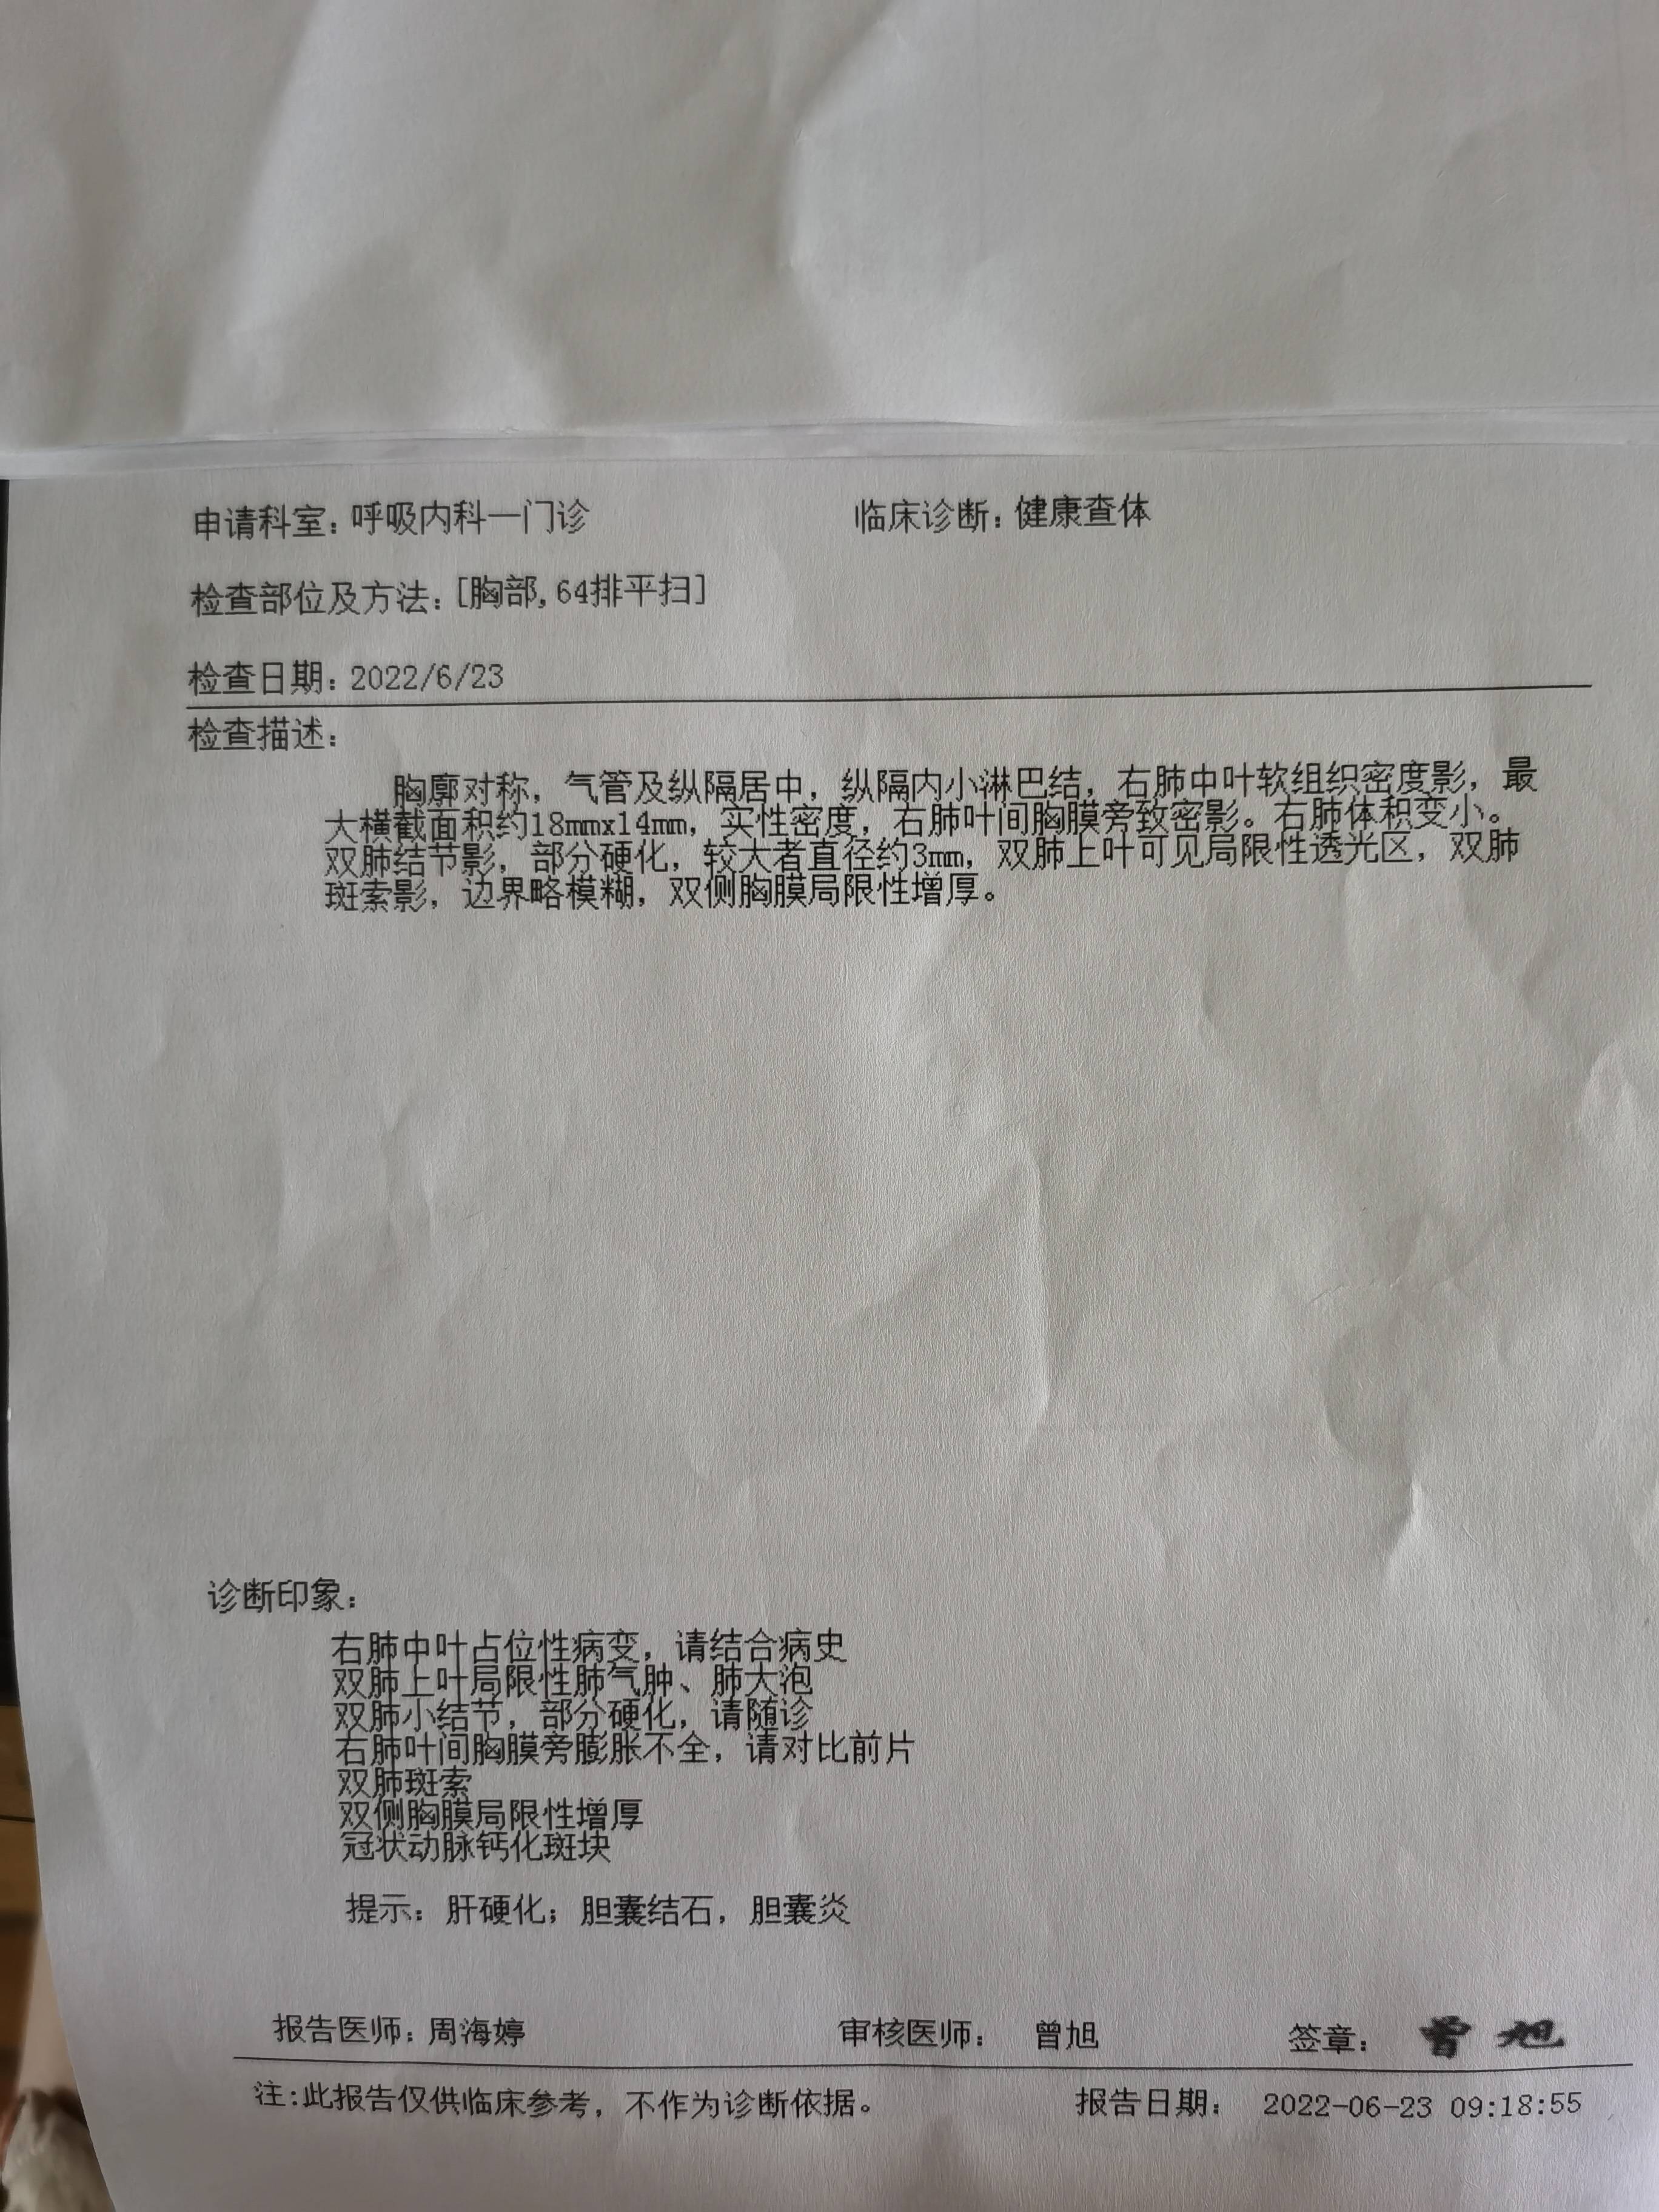 申请科室：呼吸内科一门诊 临床诊断：健康查体
检查部位及方法：[胸部,64排平扫]
检查日期：2022/6/23
检查描述：
胸廓对称，气管及纵隔居中，纵隔内小淋巴结，右肺中叶软组织密度影，最
大横截面积约18mmx14mm，实性密度，右肺叶间胸膜旁致密影。右肺体积变小。
双肺结节影，部分硬化，较大者直径约3mm，双肺上叶可见局限性透光区，双肺
斑索影，边界略模糊，双侧胸膜局限性增厚。
诊断印象：
右肺中叶占位性病变，请结合病史
双肺上叶局限性肺气肿、肺大泡
双肺小结节，部分硬化，请随诊
右肺叶间胸膜旁膨胀不全，请对比前片
双肺斑索
双侧胸膜局限性增厚
冠状动脉钙化斑块
提示：肝硬化；胆囊结石，胆囊炎
报告医师：周海婷 审核医师： 曾旭 签章： 曾旭
注:此报告仅供临床参考，不作为诊断依据。 报告日期： 2022-06-23 09:18:55